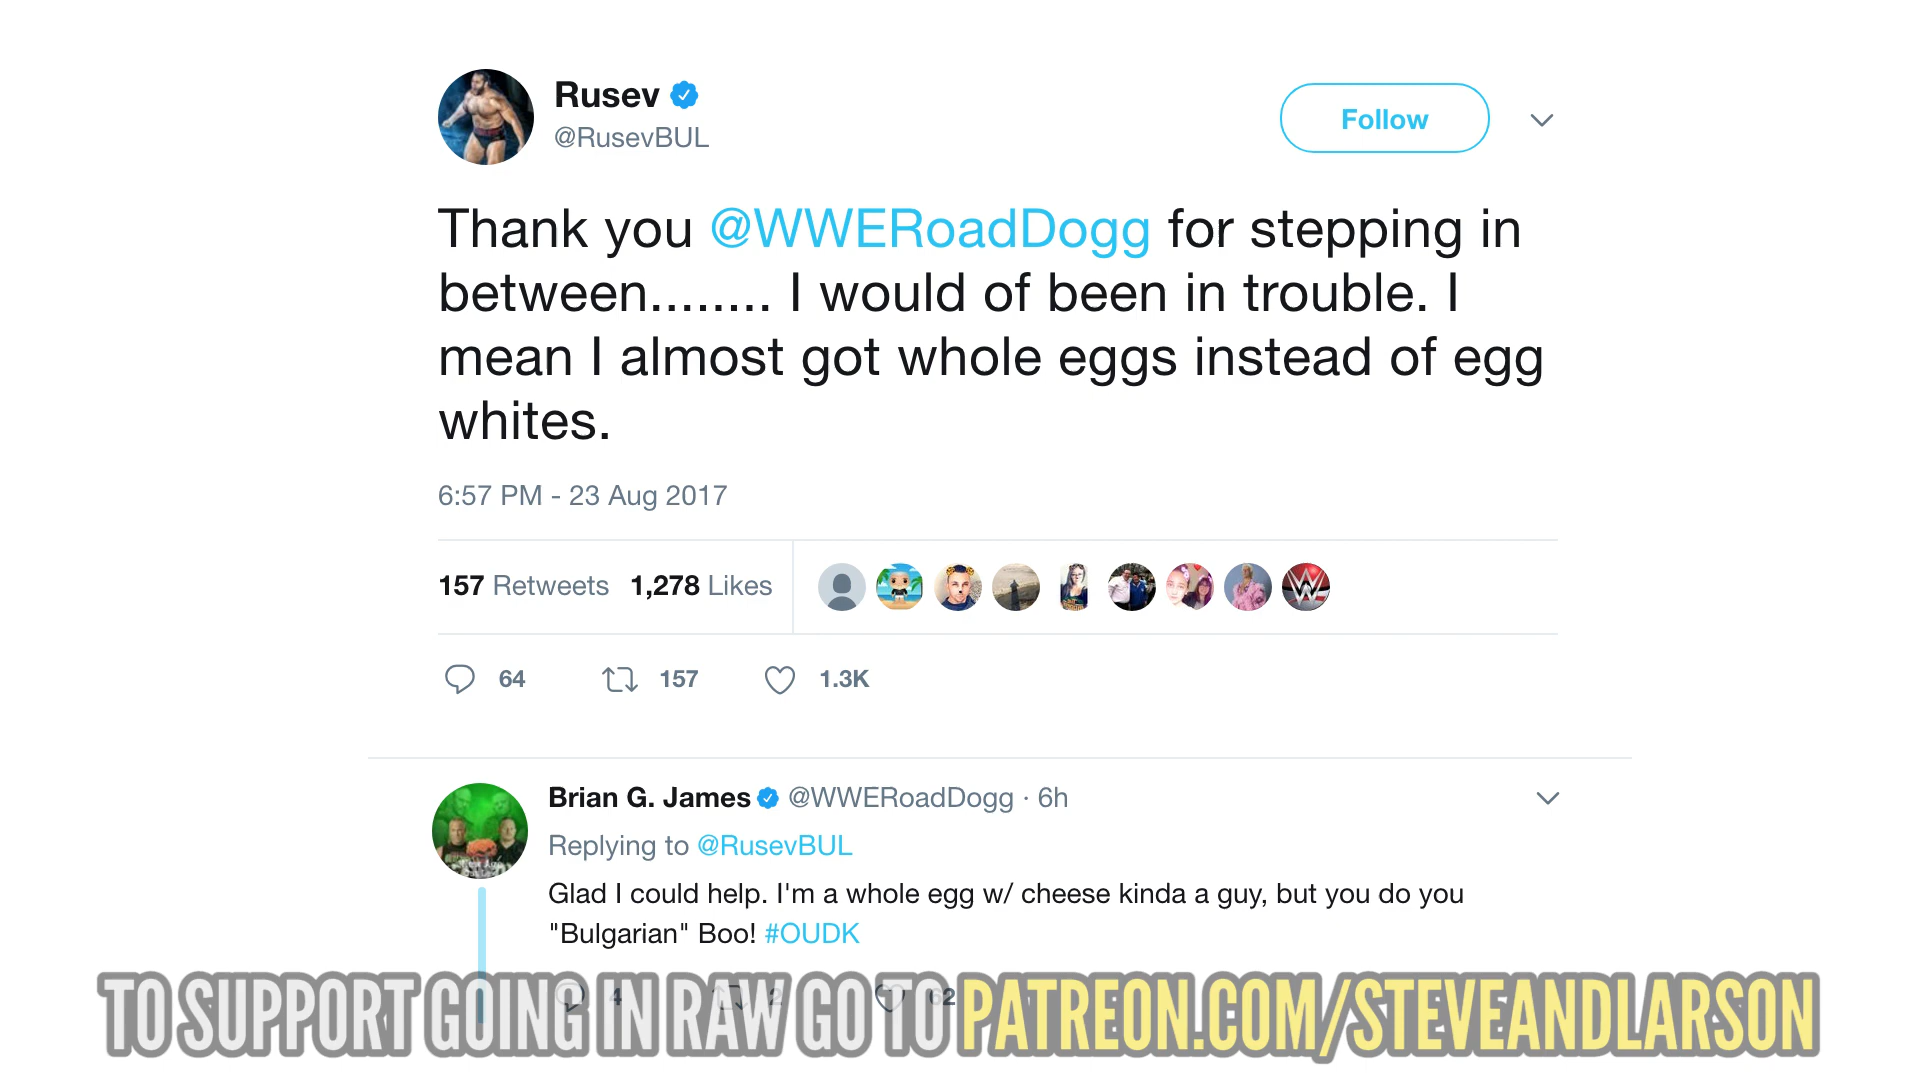 Rusev
@RusevBUL
Follow
Thank you @WWERoadDogg for stepping in
between........ I would of been in trouble. I
mean I almost got whole eggs instead of egg
whites.
6:57 PM - 23 Aug 2017
157 Retweets 1,278 Likes
64 157 1.3K
Brian G. James @WWERoadDogg · 6h
Replying to @RusevBUL
Glad I could help. I'm a whole egg w/ cheese kinda a guy, but you do you
"Bulgarian" Boo! #OUDK
4 2 62
TO SUPPORT GOING IN RAW GO TO PATREON.COM/STEVEANDLARSON